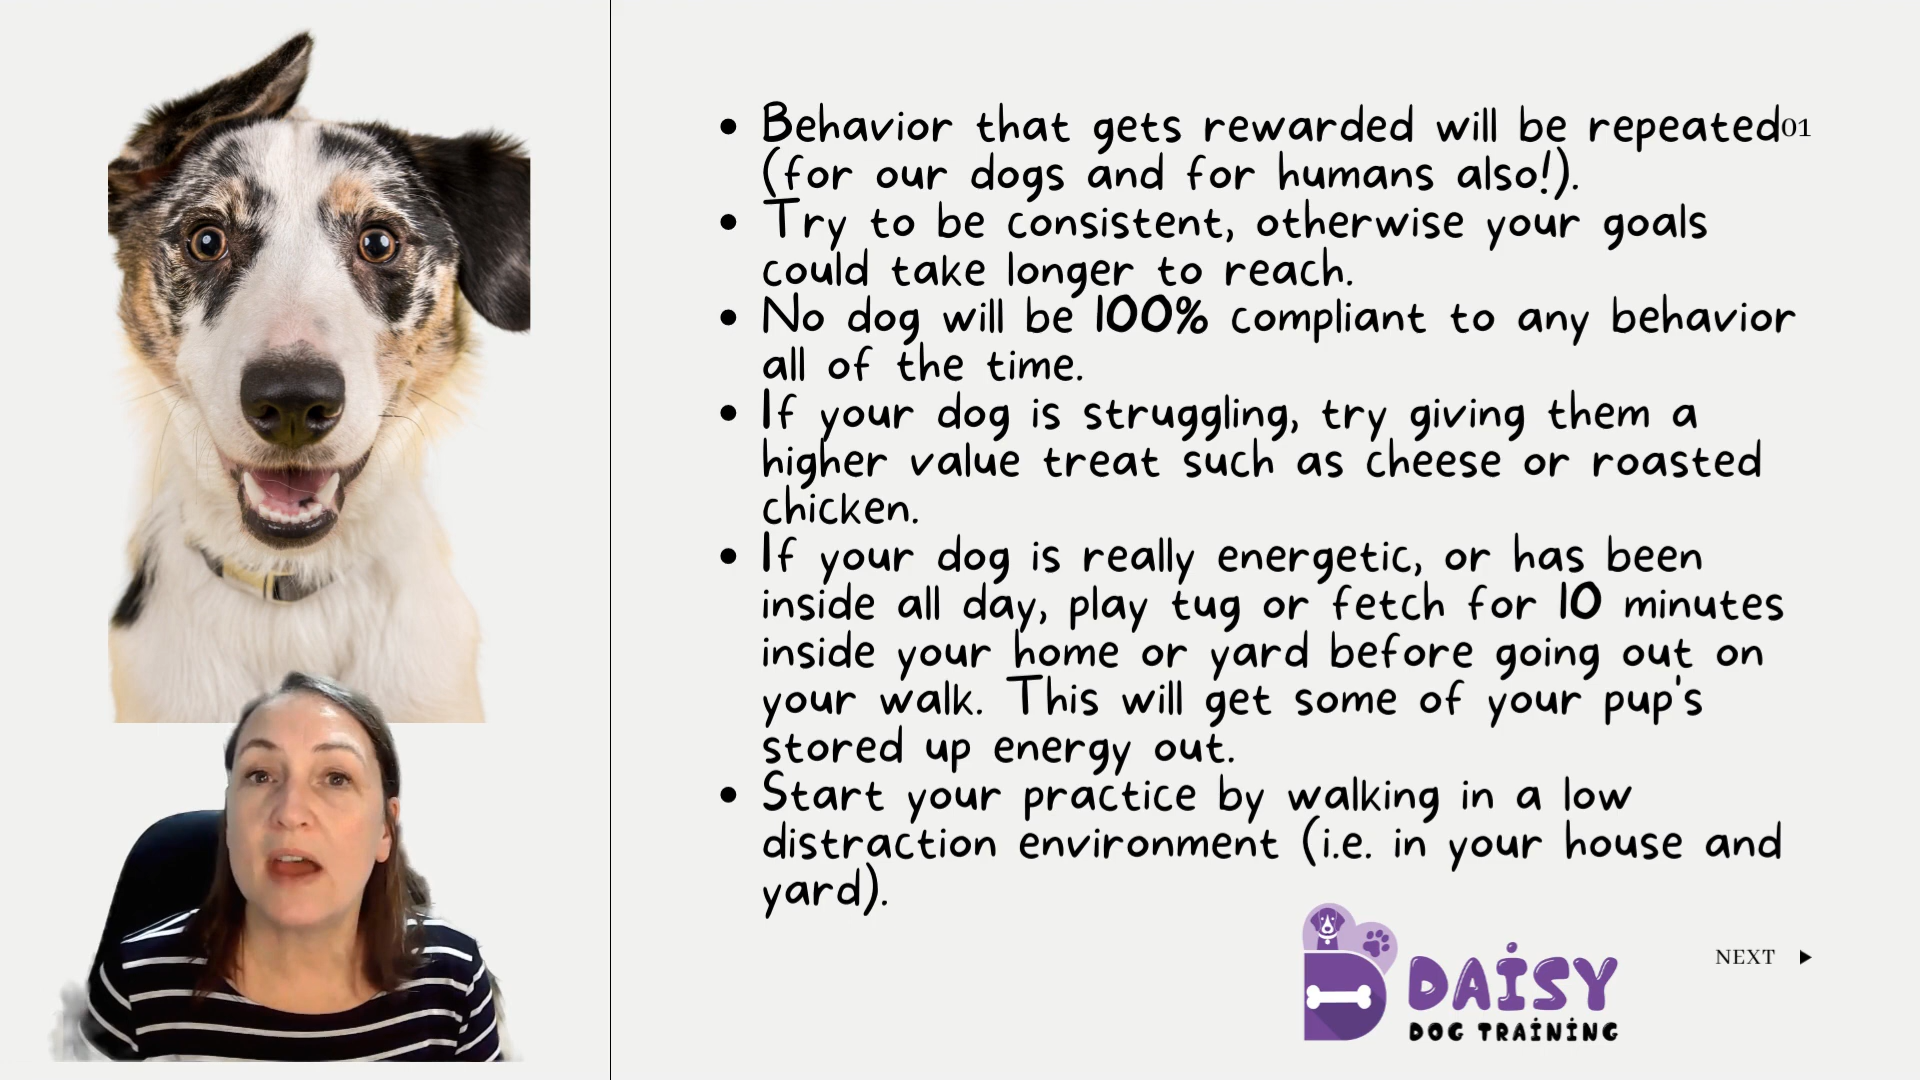 • Behavior that gets rewarded will be repeated 01
(for our dogs and for humans also!).
• Try to be consistent, otherwise your goals
could take longer to reach.
• No dog will be 100% compliant to any behavior
all of the time.
• If your dog is struggling, try giving them a
higher value treat such as cheese or roasted
chicken.
• If your dog is really energetic, or has been
inside all day, play tug or fetch for 10 minutes
inside your home or yard before going out on
your walk. This will get some of your pup's
stored up energy out.
• Start your practice by walking in a low
distraction environment (i.e. in your house and
yard).
NEXT
DAISY
DOG TRAINING